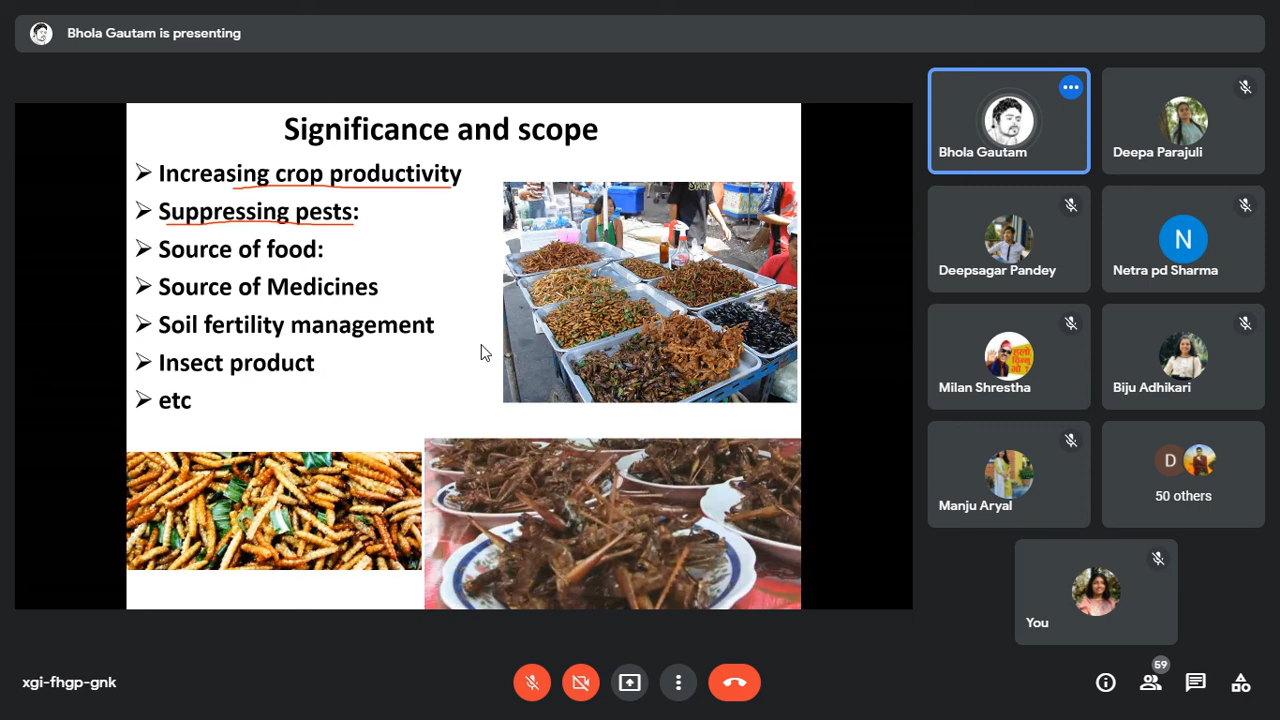 Bhola Gautam is presenting
Significance and scope
➢ Increasing crop productivity
➢ Suppressing pests:
➢ Source of food:
➢ Source of Medicines
➢ Soil fertility management
➢ Insect product
➢ etc
Bhola Gautam
Deepa Parajuli
Deepsagar Pandey
N
Netra pd Sharma
Milan Shrestha
Biju Adhikari
Manju Aryal
D
50 others
You
xgi-fhgp-gnk
59